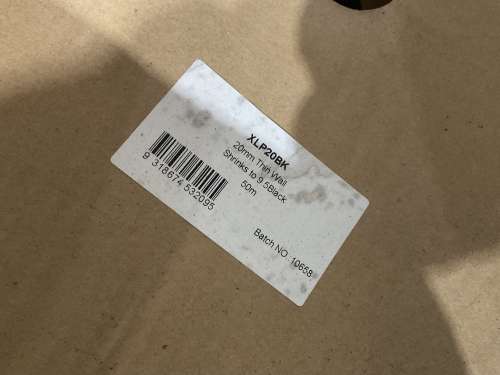 XLP20BK
20mm Thin Wall
Shrinks to 9.5Black
50m
9 318674 532095
Batch NO. 10658